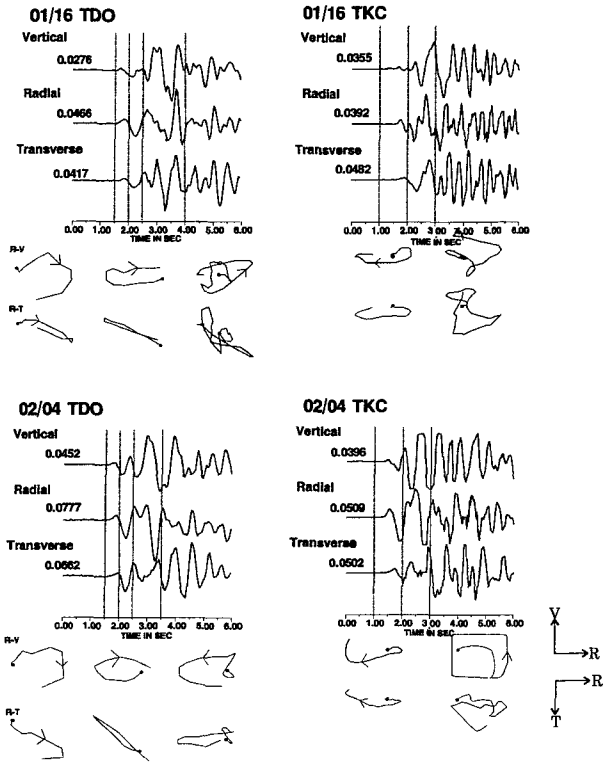 01/16 TDO
Vertical
0.0276
Radial
0.0466
Transverse
0.0417
0.00 1.00 2.00 3.00 4.00 5.00 6.00
TIME IN SEC
R-V
R-T
01/16 TKC
Vertical
0.0355
Radial
0.0392
Transverse
0.0482
0.00 1.00 2.00 3.00 4.00 5.00 6.00
TIME IN SEC
02/04 TDO
Vertical
0.0452
Radial
0.0777
Transverse
0.0662
0.00 1.00 2.00 3.00 4.00 5.00 6.00
TIME IN SEC
R-V
R-T
02/04 TKC
Vertical
0.0396
Radial
0.0509
Transverse
0.0502
0.00 1.00 2.00 3.00 4.00 5.00 6.00
TIME IN SEC
V
R
R
T